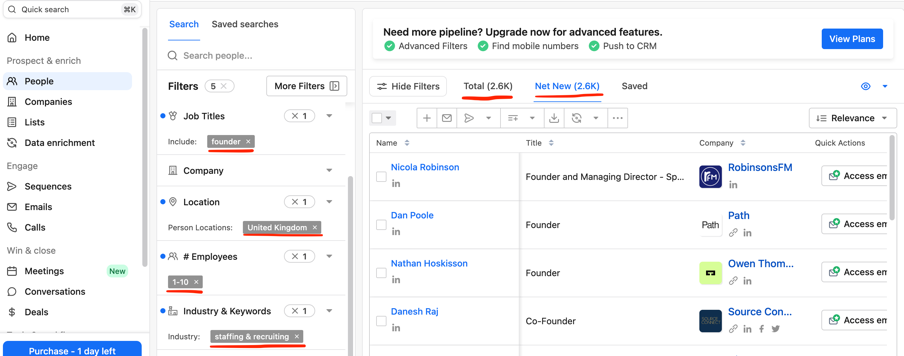 Quick search ⌘K
Home
Prospect & enrich
People
Companies
Lists
Data enrichment
Engage
Sequences
Emails
Calls
Win & close
Meetings New
Conversations
Deals
Purchase - 1 day left
Search Saved searches
Search people...
Filters 5 × More Filters
Job Titles × 1
Include: founder ×
Company
Location × 1
Person Locations: United Kingdom ×
# Employees × 1
1-10 ×
Industry & Keywords × 1
Industry: staffing & recruiting ×
Need more pipeline? Upgrade now for advanced features.
Advanced Filters Find mobile numbers Push to CRM
View Plans
Hide Filters Total (2.6K) Net New (2.6K) Saved
Relevance
Name Title Company Quick Actions
Nicola Robinson Founder and Managing Director - Sp... RobinsonsFM Access em
Dan Poole Founder Path Path Access em
Nathan Hoskisson Founder Owen Thom... Access em
Danesh Raj Co-Founder Source Con... Access em